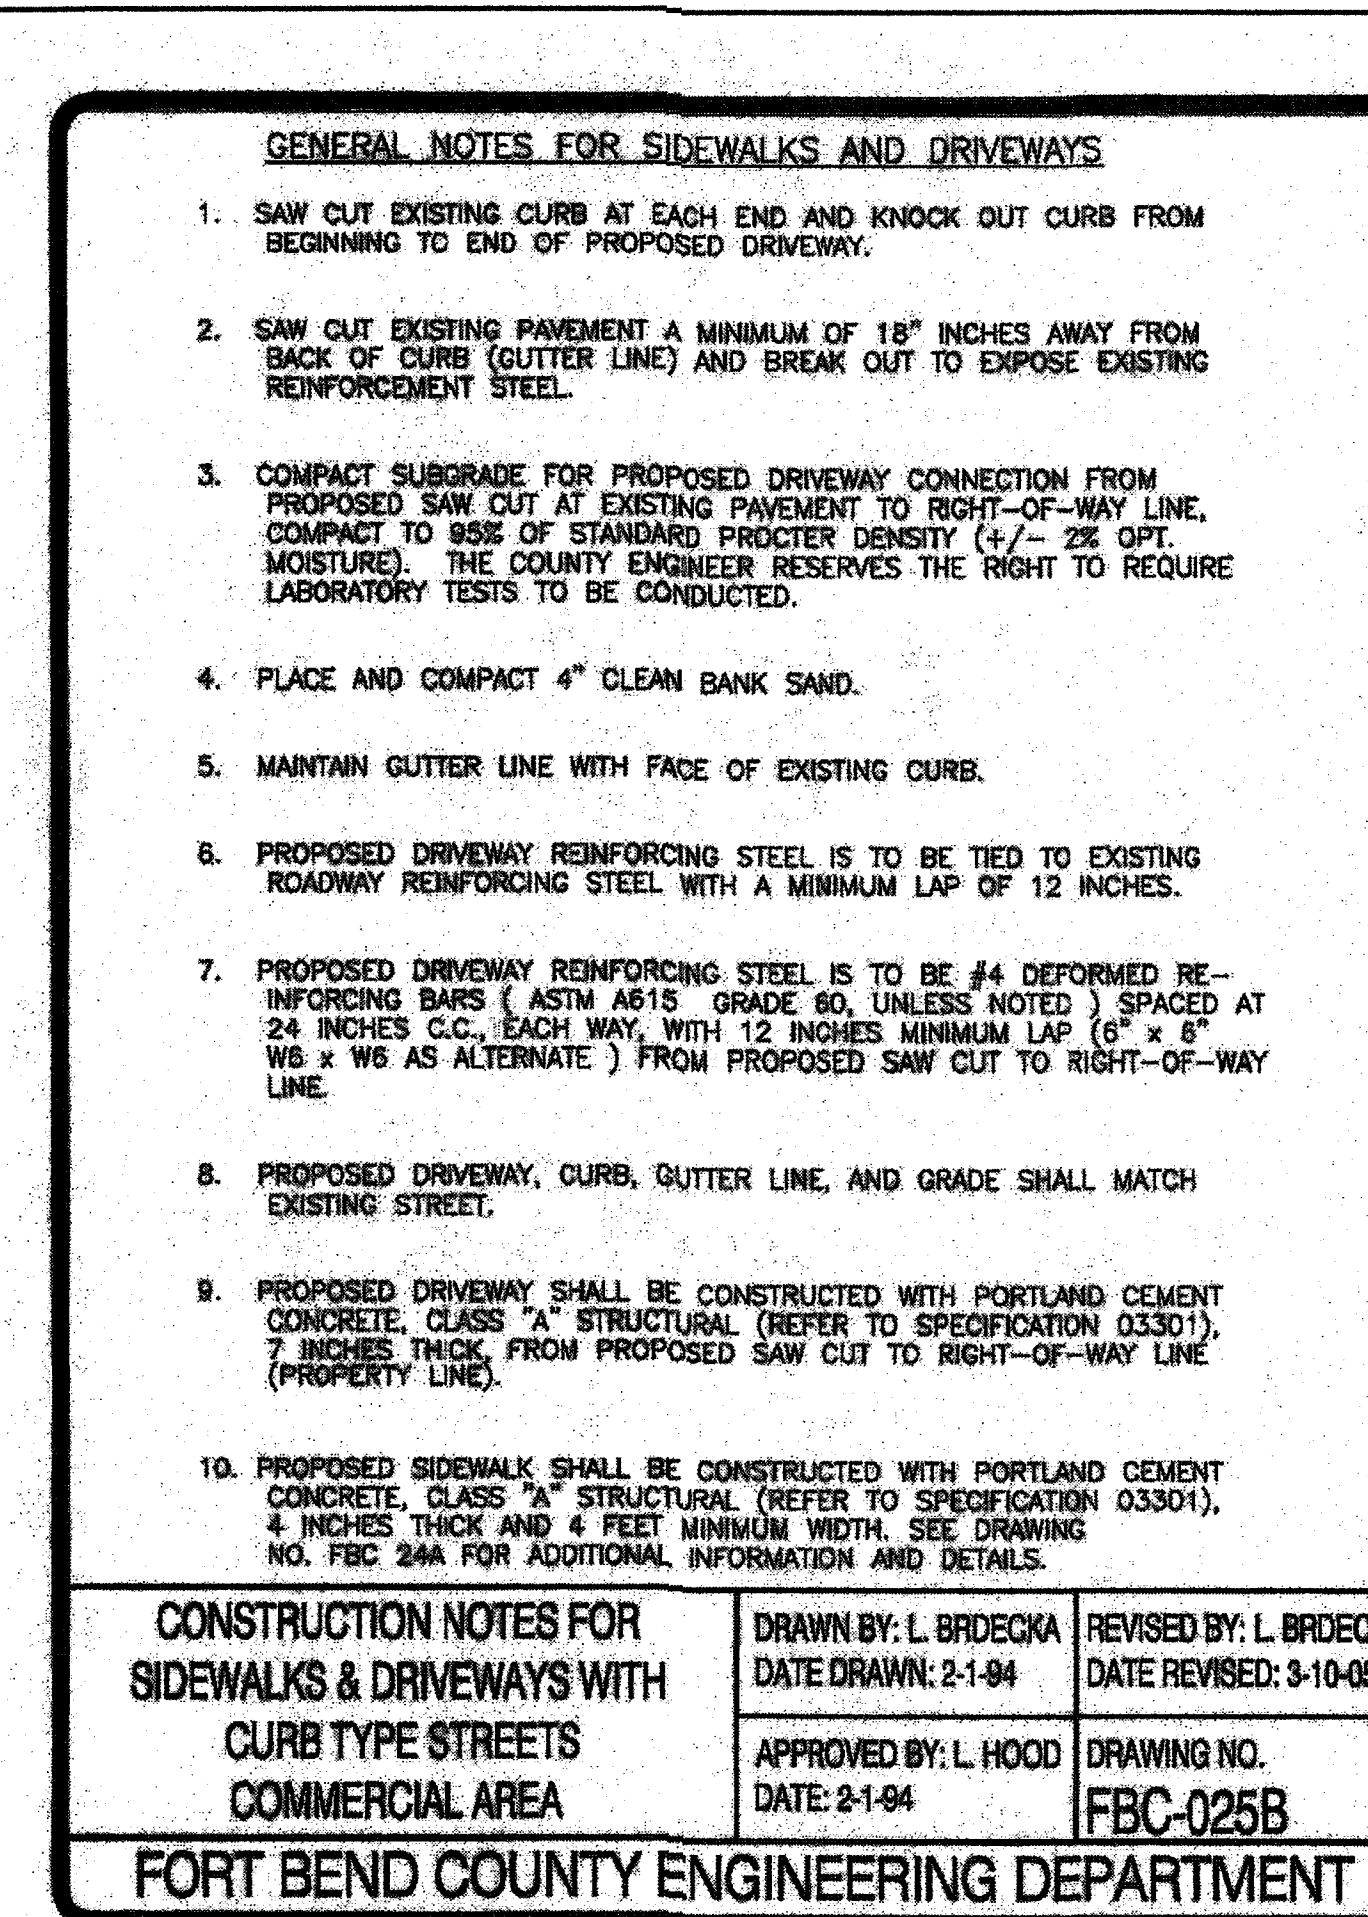 GENERAL NOTES FOR SIDEWALKS AND DRIVEWAYS
1. SAW CUT EXISTING CURB AT EACH END AND KNOCK OUT CURB FROM
BEGINNING TO END OF PROPOSED DRIVEWAY.
2. SAW CUT EXISTING PAVEMENT A MINIMUM OF 18" INCHES AWAY FROM
BACK OF CURB (GUTTER LINE) AND BREAK OUT TO EXPOSE EXISTING
REINFORCEMENT STEEL.
3. COMPACT SUBGRADE FOR PROPOSED DRIVEWAY CONNECTION FROM
PROPOSED SAW CUT AT EXISTING PAVEMENT TO RIGHT-OF-WAY LINE,
COMPACT TO 95% OF STANDARD PROCTER DENSITY (+/- 2% OPT.
MOISTURE). THE COUNTY ENGINEER RESERVES THE RIGHT TO REQUIRE
LABORATORY TESTS TO BE CONDUCTED.
4. PLACE AND COMPACT 4" CLEAN BANK SAND.
5. MAINTAIN GUTTER LINE WITH FACE OF EXISTING CURB.
6. PROPOSED DRIVEWAY REINFORCING STEEL IS TO BE TIED TO EXISTING
ROADWAY REINFORCING STEEL WITH A MINIMUM LAP OF 12 INCHES.
7. PROPOSED DRIVEWAY REINFORCING STEEL IS TO BE #4 DEFORMED RE-
INFORCING BARS ( ASTM A615 GRADE 60, UNLESS NOTED ) SPACED AT
24 INCHES C.C., EACH WAY, WITH 12 INCHES MINIMUM LAP (6" x 6"
W6 x W6 AS ALTERNATE ) FROM PROPOSED SAW CUT TO RIGHT-OF-WAY
LINE.
8. PROPOSED DRIVEWAY, CURB, GUTTER LINE, AND GRADE SHALL MATCH
EXISTING STREET.
9. PROPOSED DRIVEWAY SHALL BE CONSTRUCTED WITH PORTLAND CEMENT
CONCRETE, CLASS "A" STRUCTURAL (REFER TO SPECIFICATION 03301),
7 INCHES THICK, FROM PROPOSED SAW CUT TO RIGHT-OF-WAY LINE
(PROPERTY LINE).
10. PROPOSED SIDEWALK SHALL BE CONSTRUCTED WITH PORTLAND CEMENT
CONCRETE, CLASS "A" STRUCTURAL (REFER TO SPECIFICATION 03301),
4 INCHES THICK AND 4 FEET MINIMUM WIDTH. SEE DRAWING
NO. FBC 24A FOR ADDITIONAL INFORMATION AND DETAILS.
CONSTRUCTION NOTES FOR
SIDEWALKS & DRIVEWAYS WITH
CURB TYPE STREETS
COMMERCIAL AREA
DRAWN BY: L. BRDECKA
DATE DRAWN: 2-1-94
REVISED BY: L. BRDEC
DATE REVISED: 3-10-05
APPROVED BY: L. HOOD
DATE: 2-1-94
DRAWING NO.
FBC-025B
FORT BEND COUNTY ENGINEERING DEPARTMENT